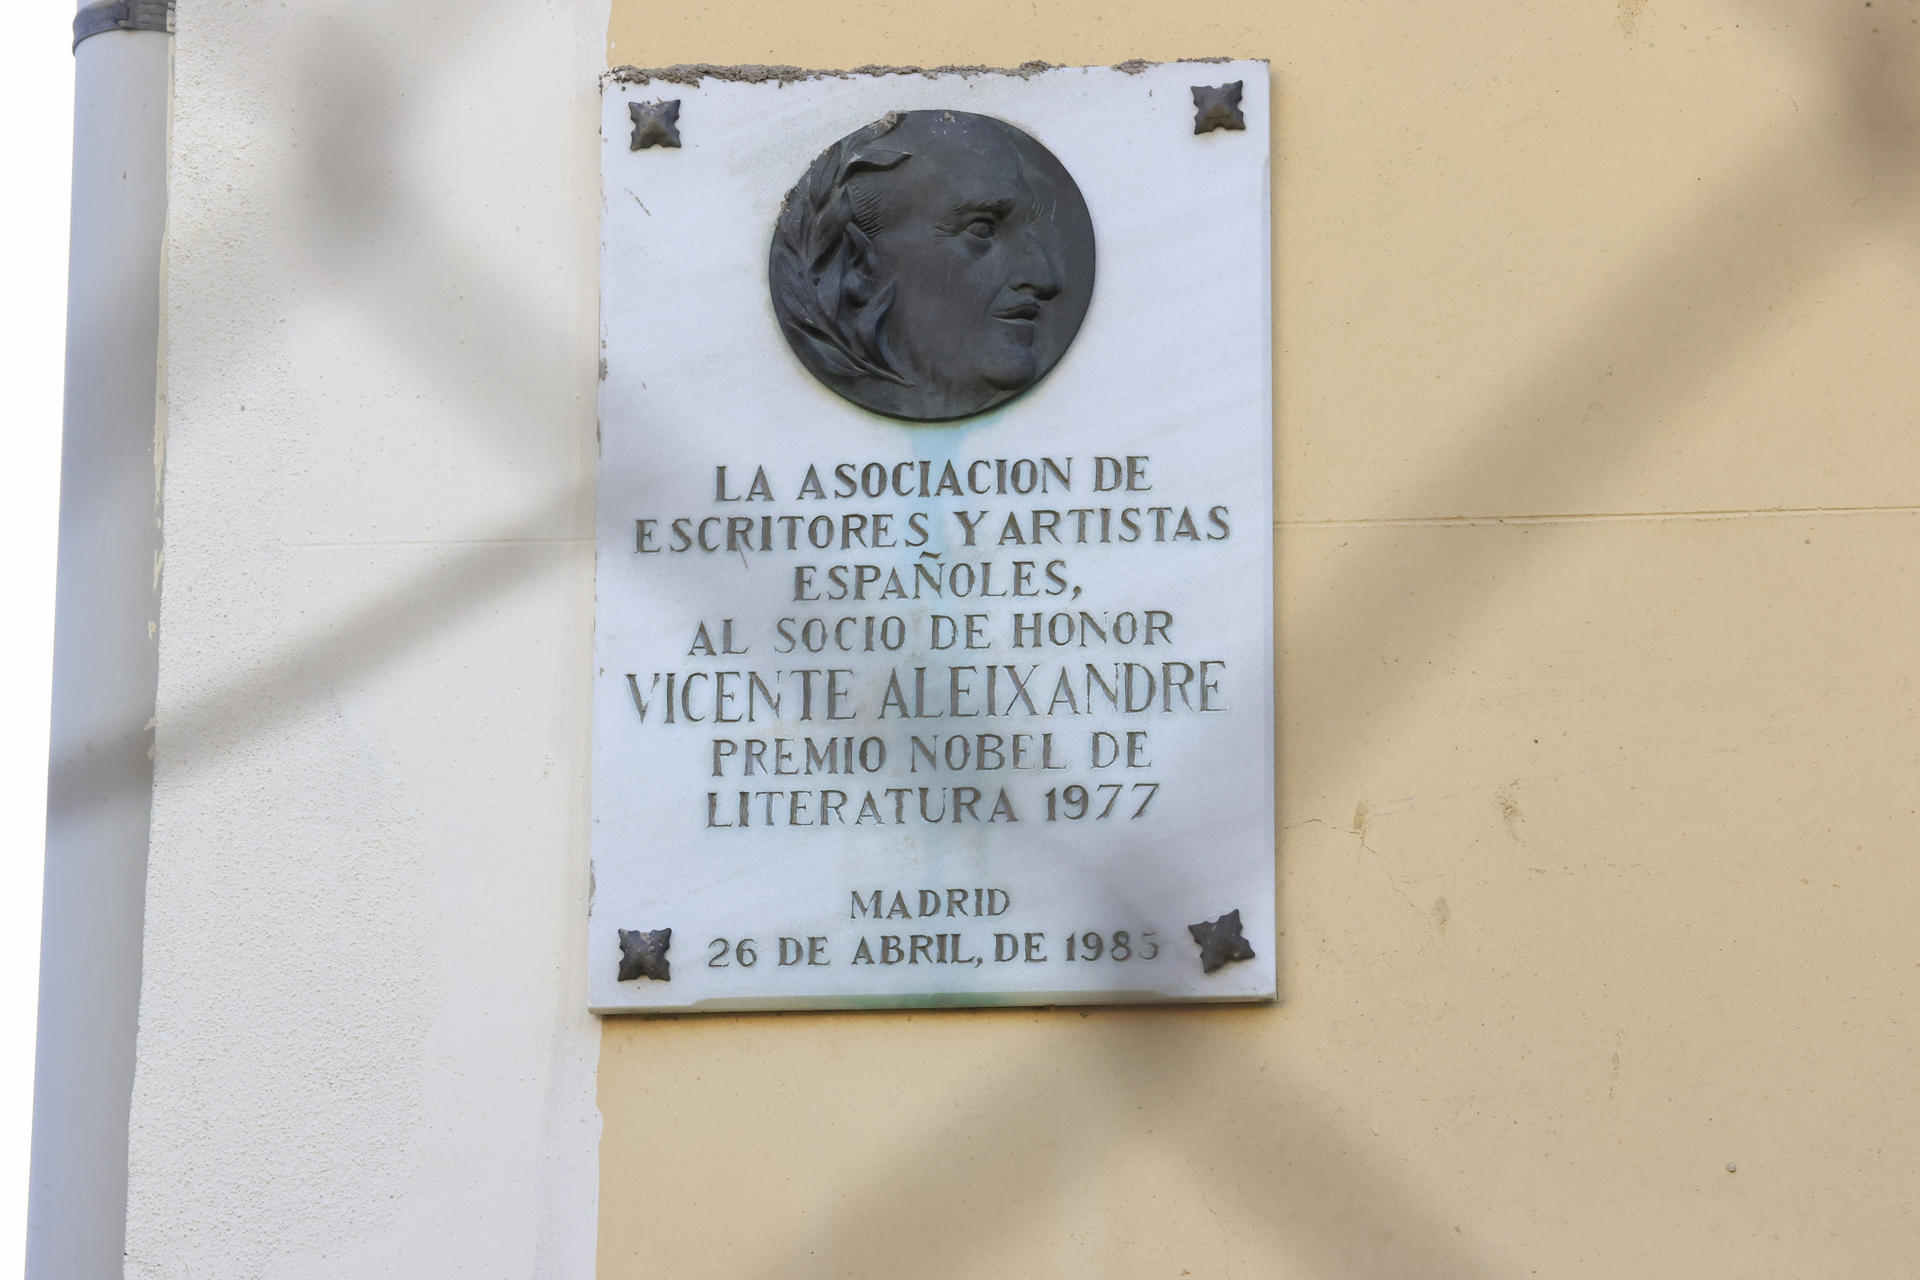 LA ASOCIACION DE
ESCRITORES Y ARTISTAS
ESPAÑOLES,
AL SOCIO DE HONOR
VICENTE ALEIXANDRE
PREMIO NOBEL DE
LITERATURA 1977
MADRID
26 DE ABRIL, DE 1985